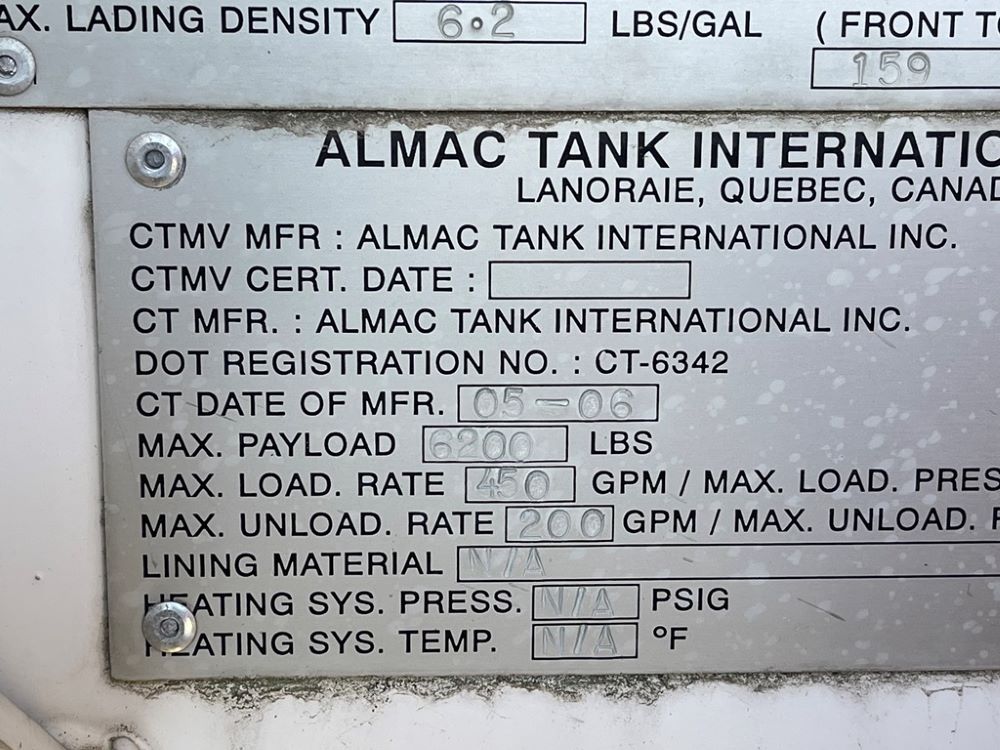 AX. LADING DENSITY 6.2 LBS/GAL (FRONT TO
159
ALMAC TANK INTERNATIO
LANORAIE, QUEBEC, CANAD
CTMV MFR : ALMAC TANK INTERNATIONAL INC.
CTMV CERT. DATE :
CT MFR. : ALMAC TANK INTERNATIONAL INC.
DOT REGISTRATION NO. : CT-6342
CT DATE OF MFR. 05-06
MAX. PAYLOAD 6200 LBS
MAX. LOAD. RATE 450 GPM / MAX. LOAD. PRES
MAX. UNLOAD. RATE 200 GPM / MAX. UNLOAD. P
LINING MATERIAL N/A
HEATING SYS. PRESS. N/A PSIG
HEATING SYS. TEMP. N/A °F